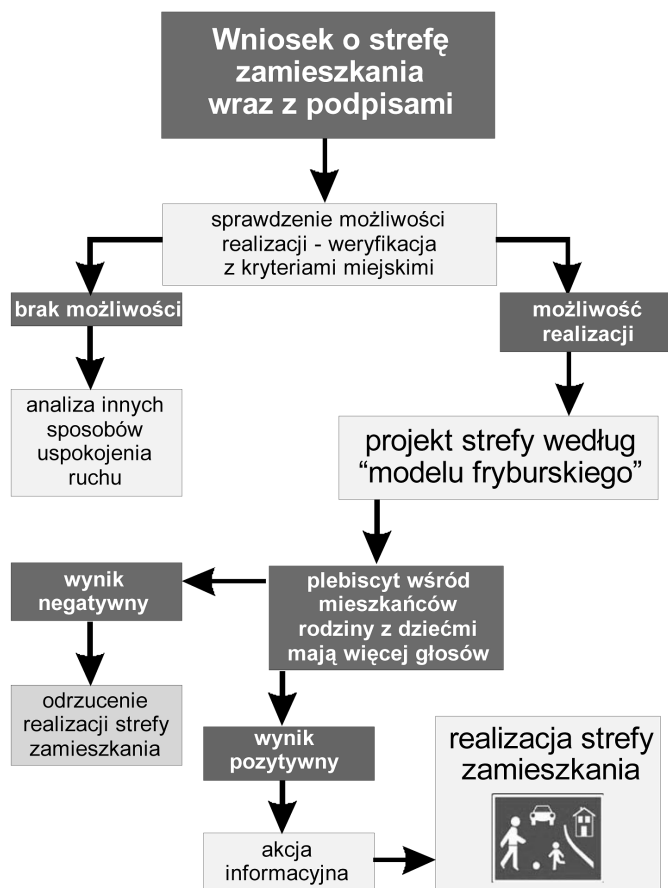 Wniosek o strefę
zamieszkania
wraz z podpisami
sprawdzenie możliwości
realizacji - weryfikacja
z kryteriami miejskimi
brak możliwości
możliwość
realizacji
analiza innych
sposobów
uspokojenia
ruchu
projekt strefy według
“modelu fryburskiego”
wynik
negatywny
plebiscyt wśród
mieszkańców
rodziny z dziećmi
mają więcej głosów
odrzucenie
realizacji strefy
zamieszkania
wynik
pozytywny
realizacja strefy
zamieszkania
akcja
informacyjna